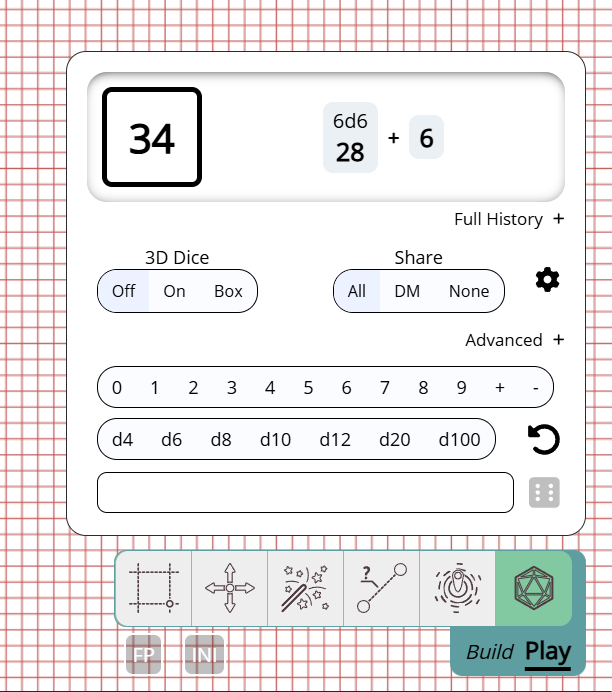 34 6d6 28 + 6
Full History +
3D Dice Share
Off On Box All DM None
Advanced +
0 1 2 3 4 5 6 7 8 9 + -
d4 d6 d8 d10 d12 d20 d100
?
FP INI Build Play